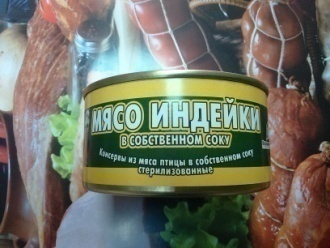 МЯСО ИНДЕЙКИ
В СОБСТВЕННОМ СОКУ
Консервы из мяса птицы в собственном соку
стерилизованные